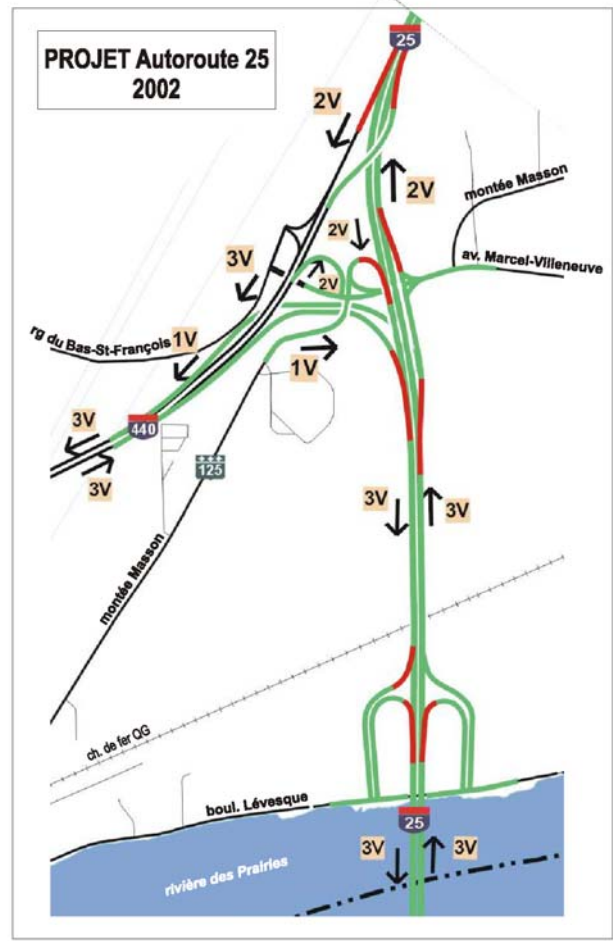 PROJET Autoroute 25
2002
25
2V
2V
montée Masson
2V
av. Marcel-Villeneuve
3V
2V
rg du Bas-St-François
1V
1V
440
3V
3V
125
3V
3V
montée Masson
ch. de fer QG
boul. Lévesque
25
3V
3V
rivière des Prairies